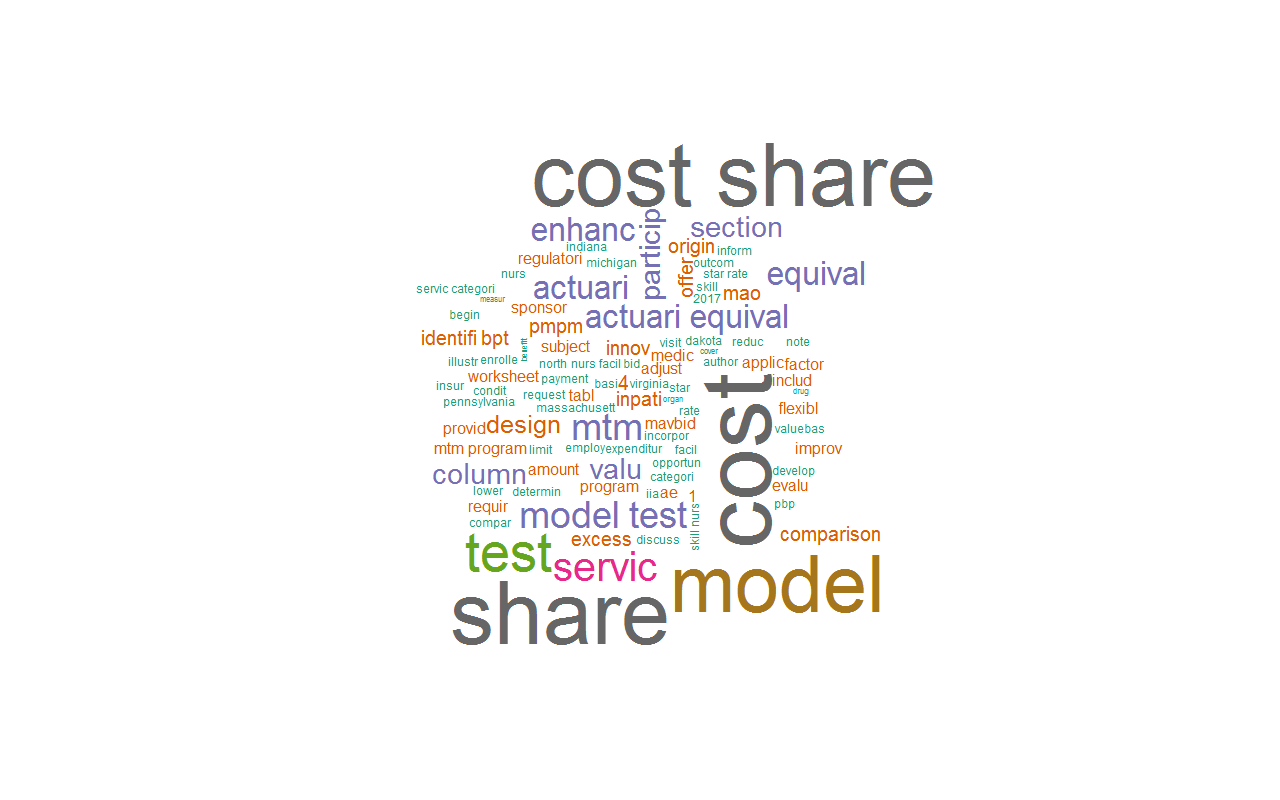 cost share
enhanc
particip
section
indiana
origin
inform
regulatori
michigan
offer
outcom
nurs
star rate
equival
servic categori
actuari
skill
measur
2017
mao
begin
sponsor
actuari equival
pmpm
identifi
bpt
benefit
subject
innov
visit
dakota
reduc
note
cover
illustr
enrolle
north
nurs facil
bid
medic
author
applic
factor
adjust
worksheet
payment
basi
4
virginia
star
includ
insur
condit
drug
request
tabl
inpati
organ
pennsylvania
massachusett
rate
flexibl
cost
provid
design
mtm
mavbid
valuebas
incorpor
mtm program
limit
employ
expenditur
facil
improv
column
amount
valu
opportun
categori
develop
lower
determin
program
iiia
ae
1
evalu
requir
model test
skill nurs
pbp
compar
test
excess
discuss
comparison
servic
share
model